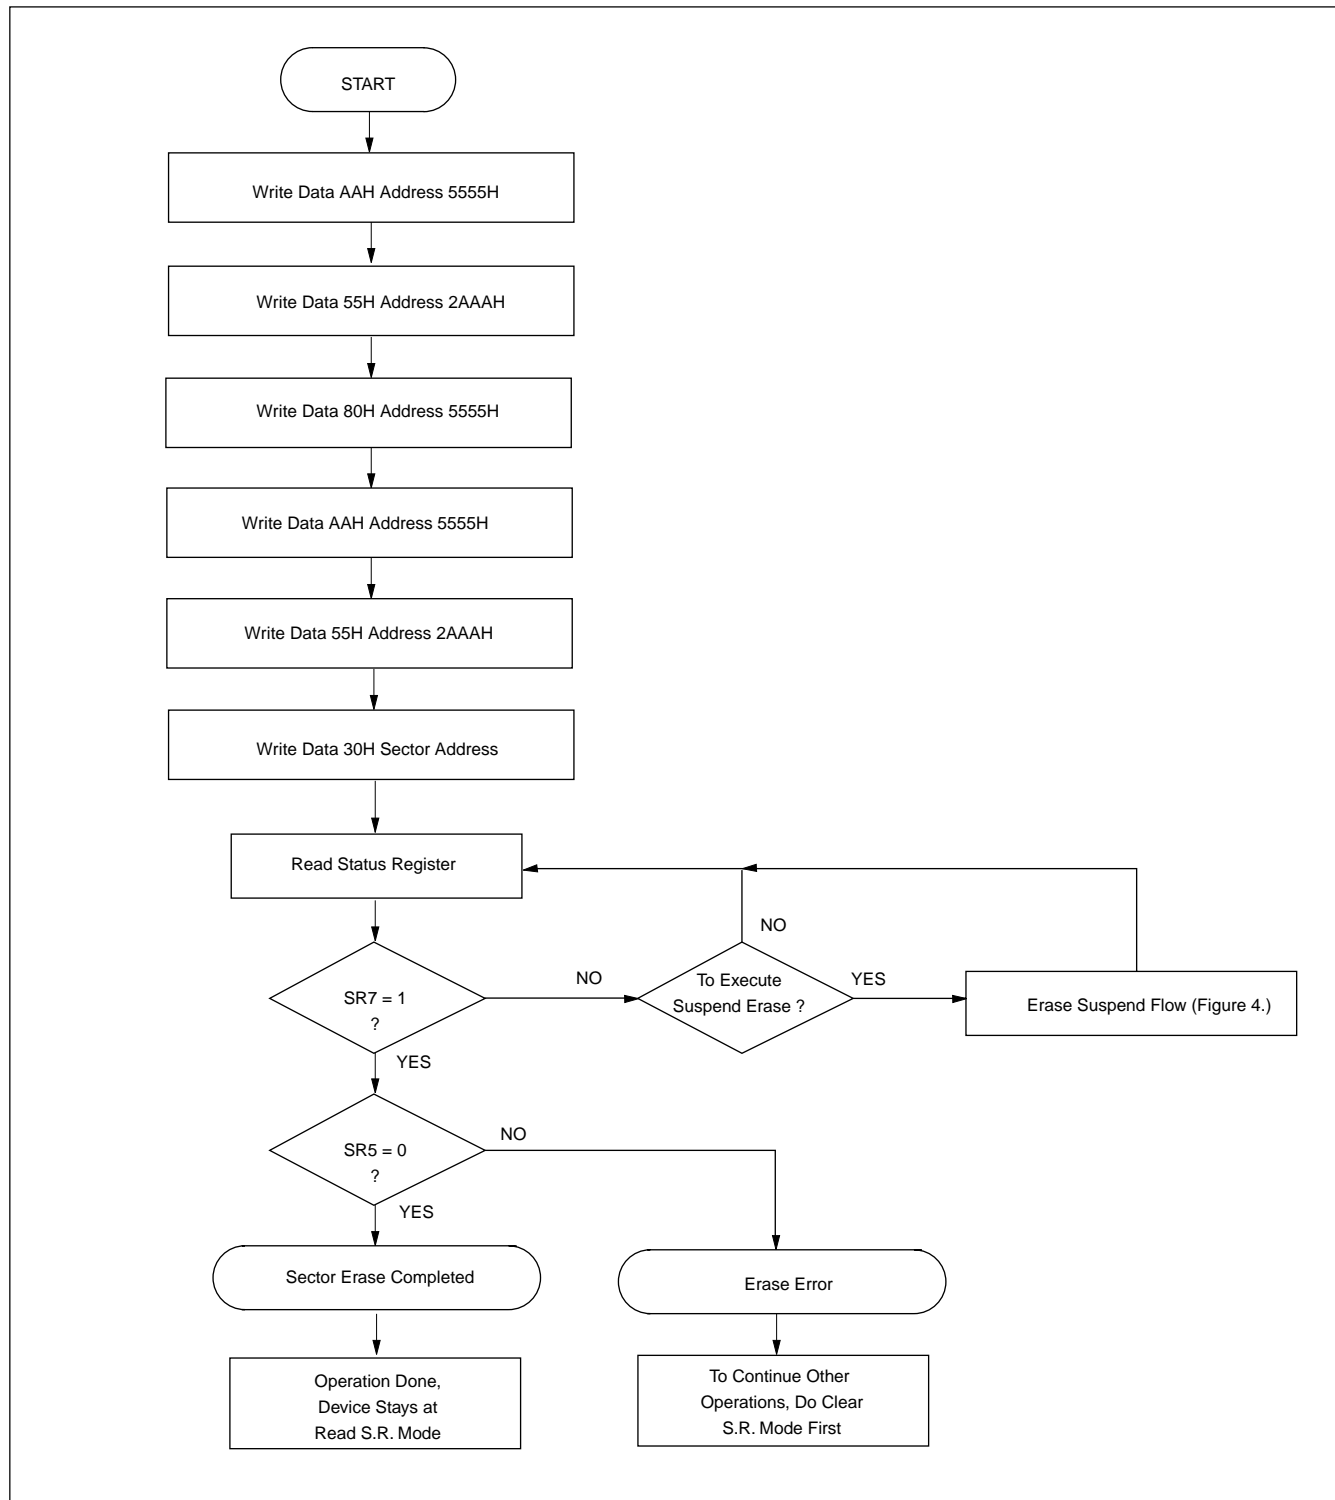 START
Write Data AAH Address 5555H
Write Data 55H Address 2AAAH
Write Data 80H Address 5555H
Write Data AAH Address 5555H
Write Data 55H Address 2AAAH
Write Data 30H Sector Address
Read Status Register
NO
SR7 = 1
?
NO
To Execute
Suspend Erase ?
YES
Erase Suspend Flow (Figure 4.)
YES
SR5 = 0
?
NO
YES
Sector Erase Completed
Erase Error
Operation Done,
Device Stays at
Read S.R. Mode
To Continue Other
Operations, Do Clear
S.R. Mode First